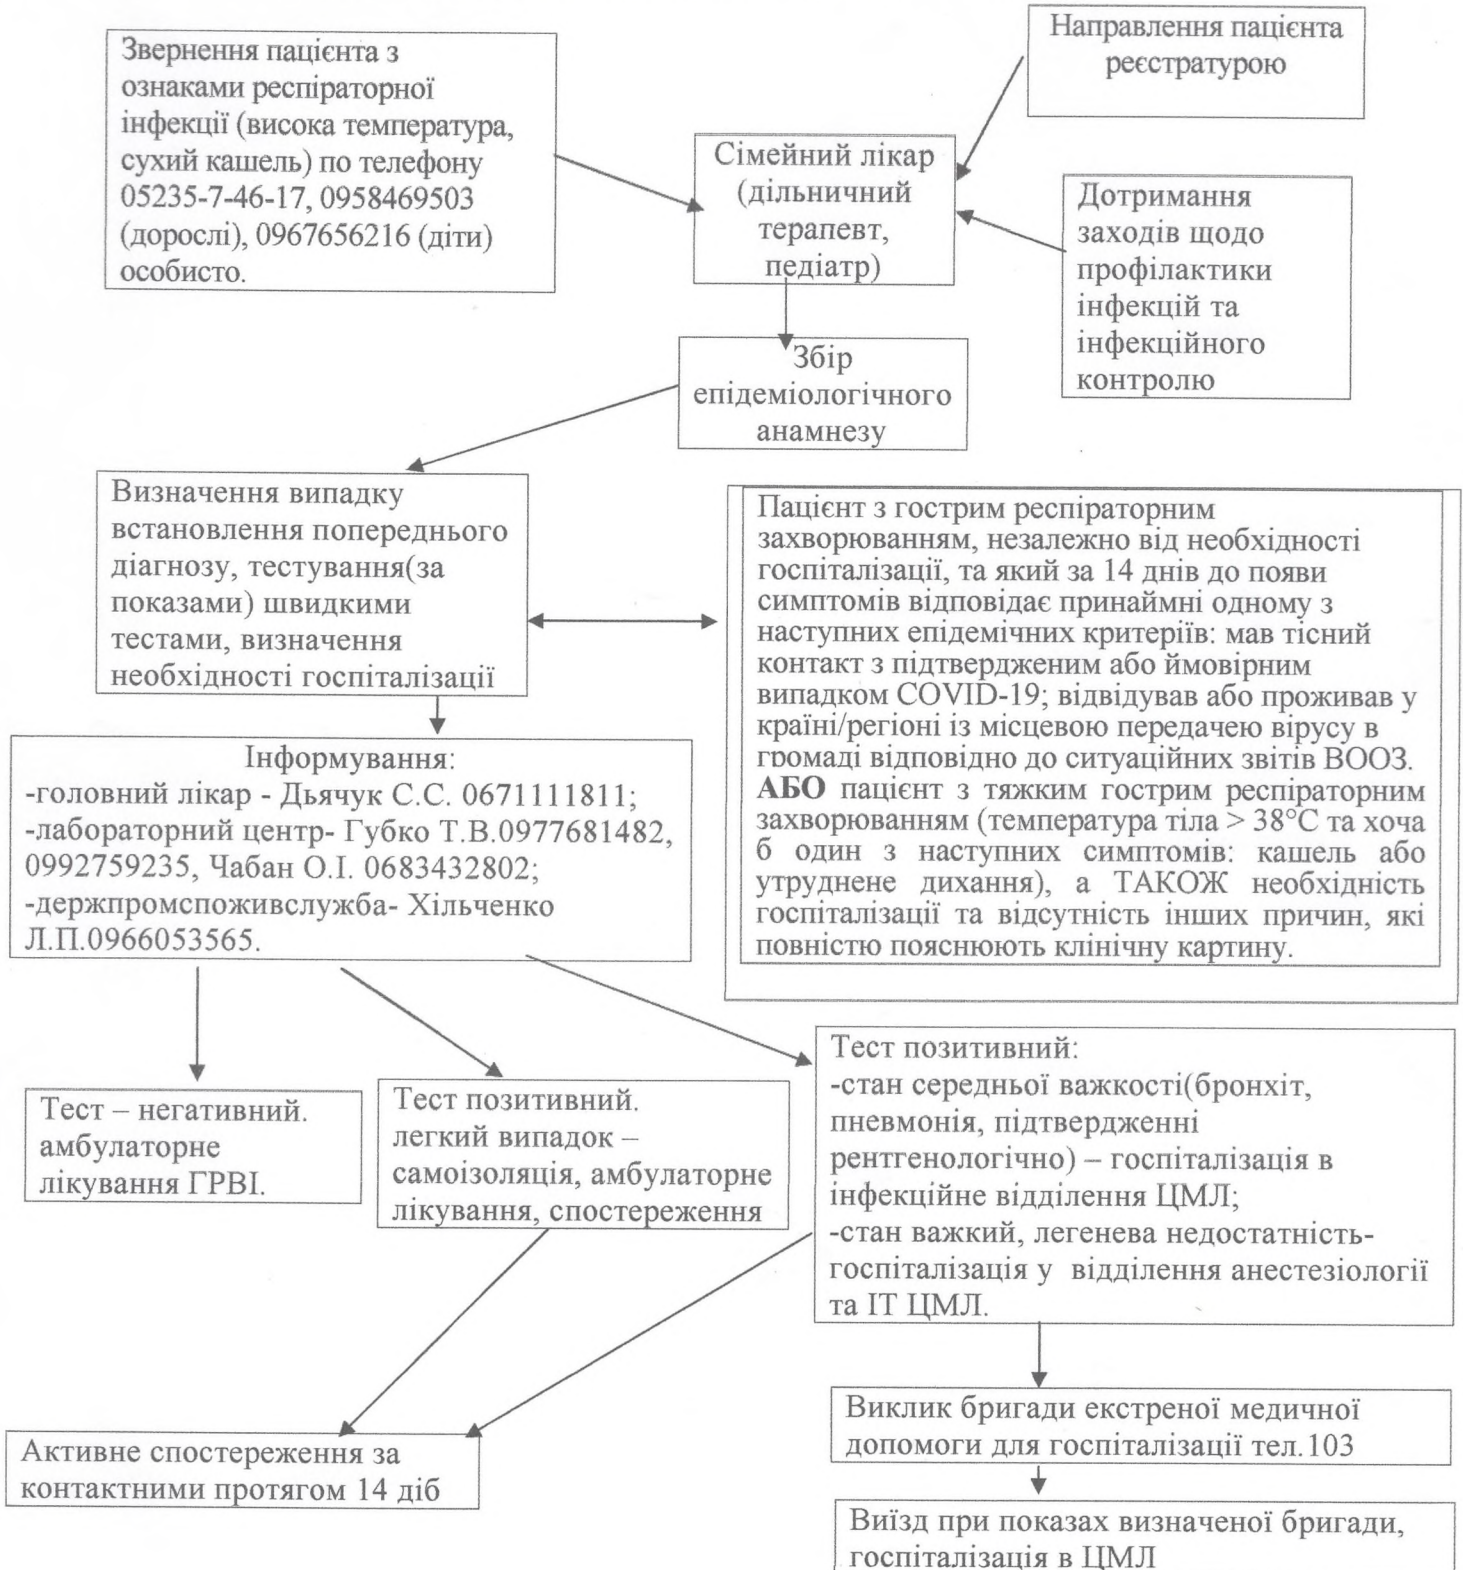 Звернення пацієнта з
ознаками респіраторної
інфекції (висока температура,
сухий кашель) по телефону
05235-7-46-17, 0958469503
(дорослі), 0967656216 (діти)
особисто.
Направлення пацієнта
реєстратурою
Сімейний лікар
(дільничний
терапевт,
педіатр)
Дотримання
заходів щодо
профілактики
інфекцій та
інфекційного
контролю
Збір
епідеміологічного
анамнезу
Визначення випадку
встановлення попереднього
діагнозу, тестування(за
показами) швидкими
тестами, визначення
необхідності госпіталізації
Пацієнт з гострим респіраторним
захворюванням, незалежно від необхідності
госпіталізації, та який за 14 днів до появи
симптомів відповідає принаймні одному з
наступних епідемічних критеріїв: мав тісний
контакт з підтвердженим або ймовірним
випадком COVID-19; відвідував або проживав у
країні/регіоні із місцевою передачею вірусу в
громаді відповідно до ситуаційних звітів ВООЗ.
АБО пацієнт з тяжким гострим респіраторним
захворюванням (температура тіла > 38°C та хоча
б один з наступних симптомів: кашель або
утруднене дихання), а ТАКОЖ необхідність
госпіталізації та відсутність інших причин, які
повністю пояснюють клінічну картину.
Інформування:
-головний лікар - Дьячук С.С. 0671111811;
-лабораторний центр- Губко Т.В.0977681482,
0992759235, Чабан О.І. 0683432802;
-держпромспоживслужба- Хільченко
Л.П.0966053565.
Тест – негативний.
амбулаторне
лікування ГРВІ.
Тест позитивний.
легкий випадок –
самоізоляція, амбулаторне
лікування, спостереження
Тест позитивний:
-стан середньої важкості(бронхіт,
пневмонія, підтвердженні
рентгенологічно) – госпіталізація в
інфекційне відділення ЦМЛ;
-стан важкий, легенева недостатність-
госпіталізація у відділення анестезіології
та ІТ ЦМЛ.
Активне спостереження за
контактними протягом 14 діб
Виклик бригади екстреної медичної
допомоги для госпіталізації тел.103
Виїзд при показах визначеної бригади,
госпіталізація в ЦМЛ